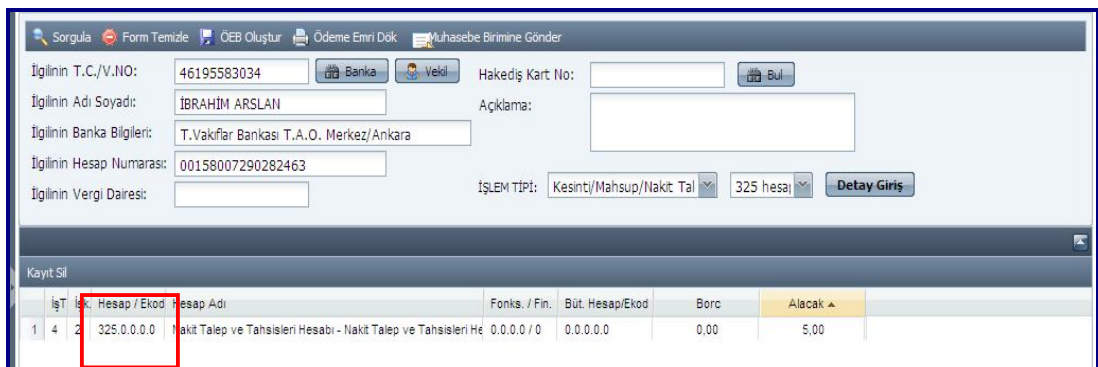 Sorgula Form Temizle ÖEB Oluştur Ödeme Emri Dök Muhasebe Birimine Gönder
İlgilinin T.C./V.NO: 46195583034 Banka Vekil Hakediş Kart No: Bul
İlgilinin Adı Soyadı: İBRAHİM ARSLAN Açıklama:
İlgilinin Banka Bilgileri: T.Vakıflar Bankası T.A.O. Merkez/Ankara
İlgilinin Hesap Numarası: 00158007290282463
İlgilinin Vergi Dairesi: İŞLEM TİPİ: Kesinti/Mahsup/Nakit Tal 325 hesap Detay Giriş
Kayıt Sil
İşT İşk. Hesap / Ekod Hesap Adı Fonks. / Fin. Büt. Hesap/Ekod Borc Alacak
1 4 2 325.0.0.0.0 Nakit Talep ve Tahsisleri Hesabı - Nakit Talep ve Tahsisleri He 0.0.0.0 / 0 0.0.0.0.0 0,00 5,00